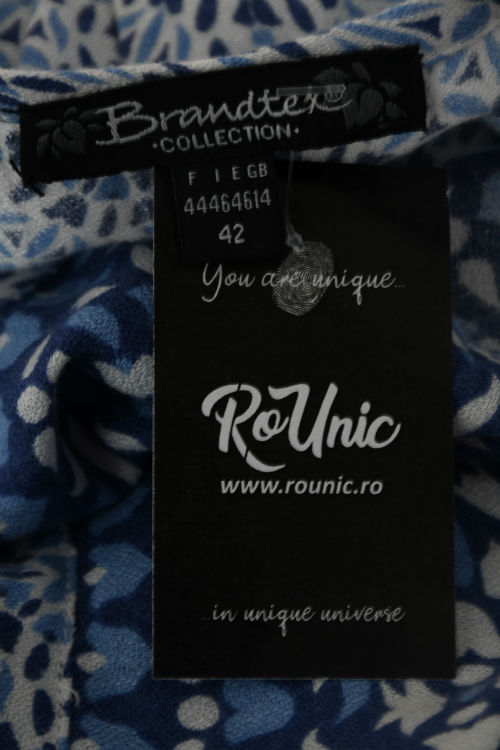 Brandtex
·COLLECTION·
F I E GB
44464614
42
You are unique...
RoUnic
www.rounic.ro
...in unique universe